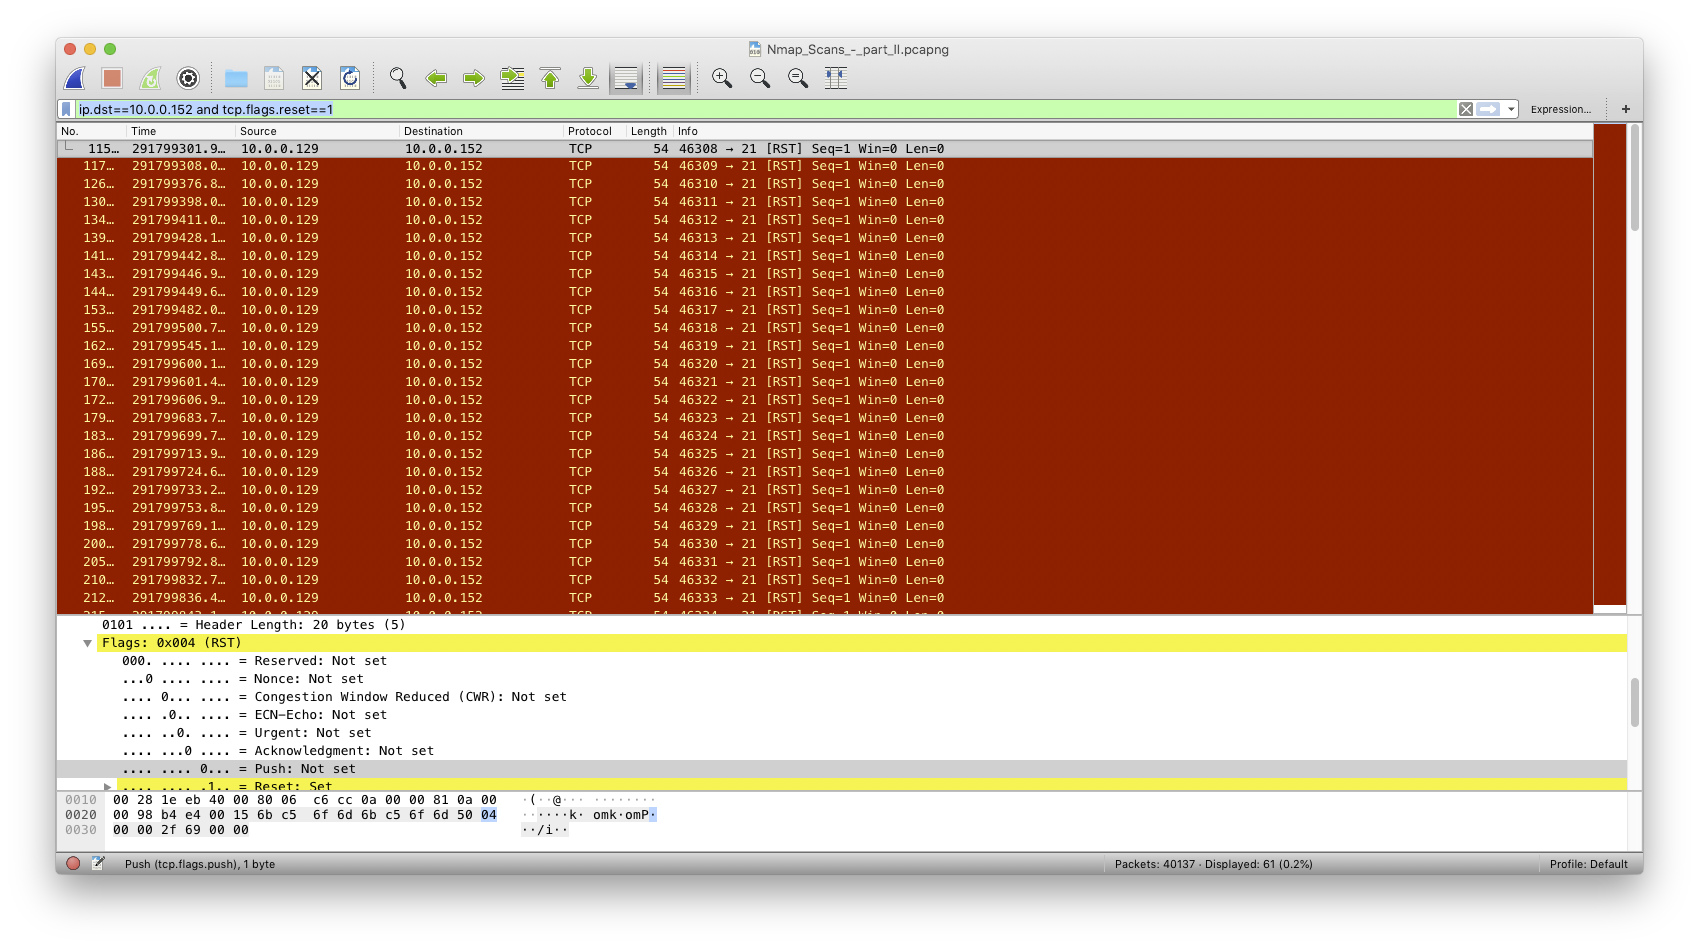 Nmap_Scans_-_part_II.pcapng
ip.dst==10.0.0.152 and tcp.flags.reset==1
Expression...
+
No. Time Source Destination Protocol Length Info
115… 291799301.9… 10.0.0.129 10.0.0.152 TCP 54 46308 → 21 [RST] Seq=1 Win=0 Len=0
117… 291799308.0… 10.0.0.129 10.0.0.152 TCP 54 46309 → 21 [RST] Seq=1 Win=0 Len=0
126… 291799376.8… 10.0.0.129 10.0.0.152 TCP 54 46310 → 21 [RST] Seq=1 Win=0 Len=0
130… 291799398.0… 10.0.0.129 10.0.0.152 TCP 54 46311 → 21 [RST] Seq=1 Win=0 Len=0
134… 291799411.0… 10.0.0.129 10.0.0.152 TCP 54 46312 → 21 [RST] Seq=1 Win=0 Len=0
139… 291799428.1… 10.0.0.129 10.0.0.152 TCP 54 46313 → 21 [RST] Seq=1 Win=0 Len=0
141… 291799442.8… 10.0.0.129 10.0.0.152 TCP 54 46314 → 21 [RST] Seq=1 Win=0 Len=0
143… 291799446.9… 10.0.0.129 10.0.0.152 TCP 54 46315 → 21 [RST] Seq=1 Win=0 Len=0
144… 291799449.6… 10.0.0.129 10.0.0.152 TCP 54 46316 → 21 [RST] Seq=1 Win=0 Len=0
153… 291799482.0… 10.0.0.129 10.0.0.152 TCP 54 46317 → 21 [RST] Seq=1 Win=0 Len=0
155… 291799500.7… 10.0.0.129 10.0.0.152 TCP 54 46318 → 21 [RST] Seq=1 Win=0 Len=0
162… 291799545.1… 10.0.0.129 10.0.0.152 TCP 54 46319 → 21 [RST] Seq=1 Win=0 Len=0
169… 291799600.1… 10.0.0.129 10.0.0.152 TCP 54 46320 → 21 [RST] Seq=1 Win=0 Len=0
170… 291799601.4… 10.0.0.129 10.0.0.152 TCP 54 46321 → 21 [RST] Seq=1 Win=0 Len=0
172… 291799606.9… 10.0.0.129 10.0.0.152 TCP 54 46322 → 21 [RST] Seq=1 Win=0 Len=0
179… 291799683.7… 10.0.0.129 10.0.0.152 TCP 54 46323 → 21 [RST] Seq=1 Win=0 Len=0
183… 291799699.7… 10.0.0.129 10.0.0.152 TCP 54 46324 → 21 [RST] Seq=1 Win=0 Len=0
186… 291799713.9… 10.0.0.129 10.0.0.152 TCP 54 46325 → 21 [RST] Seq=1 Win=0 Len=0
188… 291799724.6… 10.0.0.129 10.0.0.152 TCP 54 46326 → 21 [RST] Seq=1 Win=0 Len=0
192… 291799733.2… 10.0.0.129 10.0.0.152 TCP 54 46327 → 21 [RST] Seq=1 Win=0 Len=0
195… 291799753.8… 10.0.0.129 10.0.0.152 TCP 54 46328 → 21 [RST] Seq=1 Win=0 Len=0
198… 291799769.1… 10.0.0.129 10.0.0.152 TCP 54 46329 → 21 [RST] Seq=1 Win=0 Len=0
200… 291799778.6… 10.0.0.129 10.0.0.152 TCP 54 46330 → 21 [RST] Seq=1 Win=0 Len=0
205… 291799792.8… 10.0.0.129 10.0.0.152 TCP 54 46331 → 21 [RST] Seq=1 Win=0 Len=0
210… 291799832.7… 10.0.0.129 10.0.0.152 TCP 54 46332 → 21 [RST] Seq=1 Win=0 Len=0
212… 291799836.4… 10.0.0.129 10.0.0.152 TCP 54 46333 → 21 [RST] Seq=1 Win=0 Len=0
0101 .... = Header Length: 20 bytes (5)
Flags: 0x004 (RST)
000. .... .... = Reserved: Not set
...0 .... .... = Nonce: Not set
.... 0... .... = Congestion Window Reduced (CWR): Not set
.... .0.. .... = ECN-Echo: Not set
.... ..0. .... = Urgent: Not set
.... ...0 .... = Acknowledgment: Not set
.... .... 0... = Push: Not set
.... .... .1.. = Reset: Set
0010 00 28 1e eb 40 00 80 06 c6 cc 0a 00 00 81 0a 00 ·(··@··· ········
0020 00 98 b4 e4 00 15 6b c5 6f 6d 6b c5 6f 6d 50 04 ······k· omk·omP·
0030 00 00 2f 69 00 00 ··/i··
Push (tcp.flags.push), 1 byte
Packets: 40137 · Displayed: 61 (0.2%)
Profile: Default